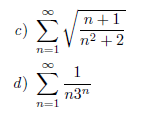 c) $\sum_{n=1}^{\infty} \sqrt{\frac{n+1}{n^2+2}}$
d) $\sum_{n=1}^{\infty} \frac{1}{n3^n}$